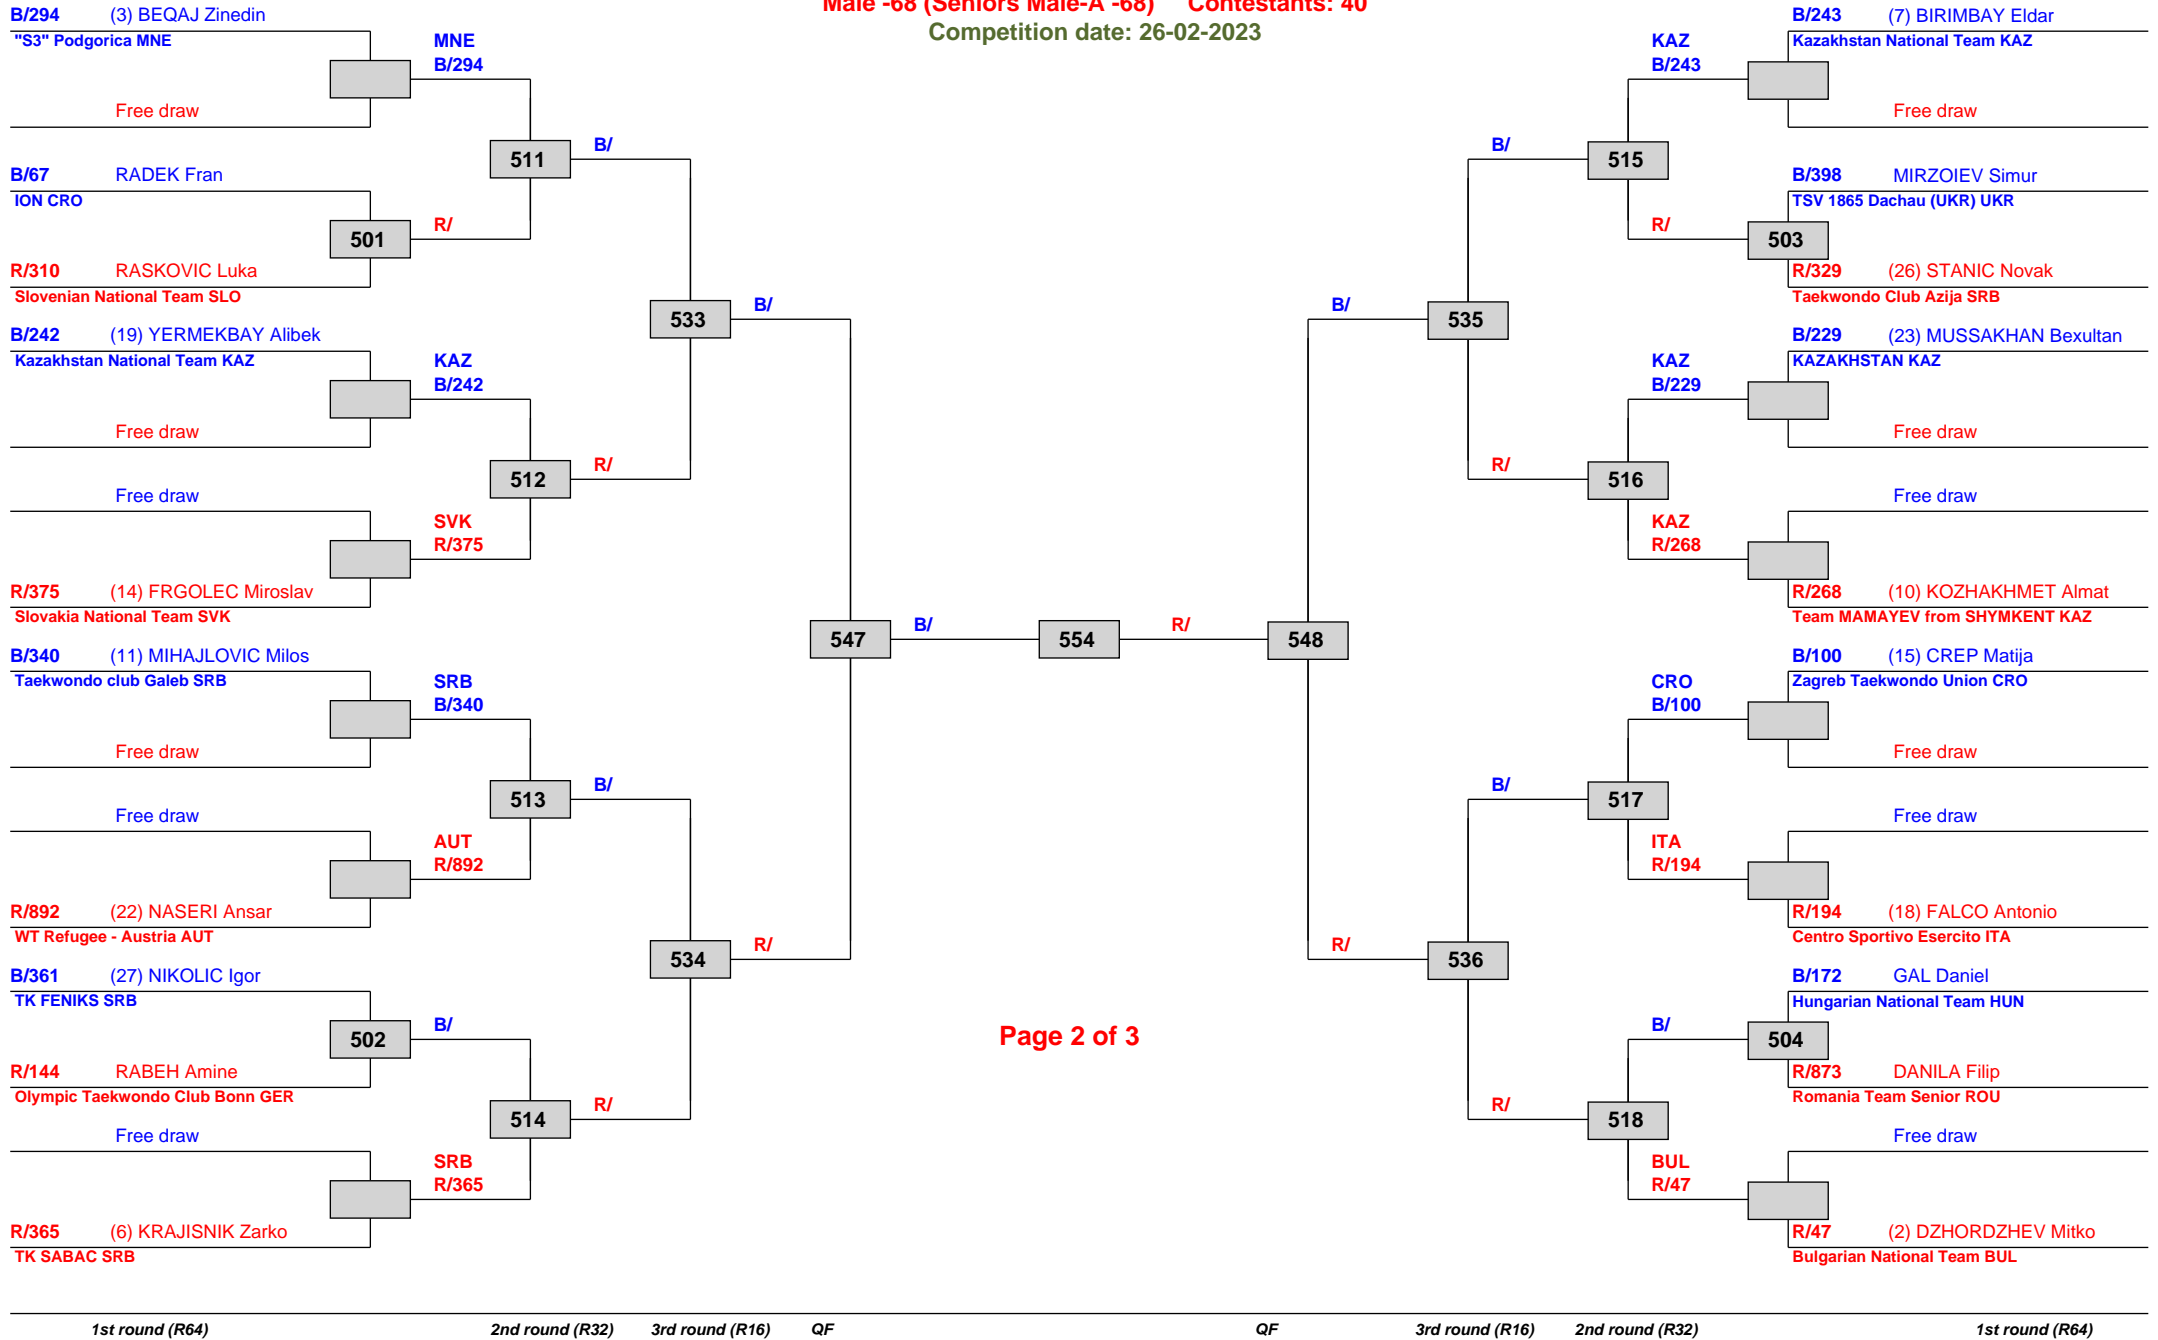 Male -68 (Seniors Male-A -68) Contestants: 40
Competition date: 26-02-2023
B/294 (3) BEQAJ Zinedin
"S3" Podgorica MNE
Free draw
MNE
B/294
B/67 RADEK Fran
ION CRO
501
R/310 RASKOVIC Luka
Slovenian National Team SLO
R/
511
B/
B/242 (19) YERMEKBAY Alibek
Kazakhstan National Team KAZ
Free draw
KAZ
B/242
Free draw
R/375 (14) FRGOLEC Miroslav
Slovakia National Team SVK
SVK
R/375
512
R/
533
B/
B/340 (11) MIHAJLOVIC Milos
Taekwondo club Galeb SRB
Free draw
SRB
B/340
Free draw
R/892 (22) NASERI Ansar
WT Refugee - Austria AUT
AUT
R/892
513
B/
B/361 (27) NIKOLIC Igor
TK FENIKS SRB
502
R/144 RABEH Amine
Olympic Taekwondo Club Bonn GER
B/
Free draw
R/365 (6) KRAJISNIK Zarko
TK SABAC SRB
SRB
R/365
514
R/
534
R/
547
B/
554
R/
548
B/243 (7) BIRIMBAY Eldar
Kazakhstan National Team KAZ
Free draw
KAZ
B/243
B/398 MIRZOIEV Simur
TSV 1865 Dachau (UKR) UKR
503
R/329 (26) STANIC Novak
Taekwondo Club Azija SRB
R/
515
B/
B/229 (23) MUSSAKHAN Bexultan
KAZAKHSTAN KAZ
Free draw
KAZ
B/229
Free draw
R/268 (10) KOZHAKHMET Almat
Team MAMAYEV from SHYMKENT KAZ
KAZ
R/268
516
R/
535
B/
B/100 (15) CREP Matija
Zagreb Taekwondo Union CRO
Free draw
CRO
B/100
Free draw
R/194 (18) FALCO Antonio
Centro Sportivo Esercito ITA
ITA
R/194
517
B/
B/172 GAL Daniel
Hungarian National Team HUN
504
R/873 DANILA Filip
Romania Team Senior ROU
B/
Free draw
R/47 (2) DZHORDZHEV Mitko
Bulgarian National Team BUL
BUL
R/47
518
R/
536
R/
Page 2 of 3
1st round (R64) 2nd round (R32) 3rd round (R16) QF QF 3rd round (R16) 2nd round (R32) 1st round (R64)